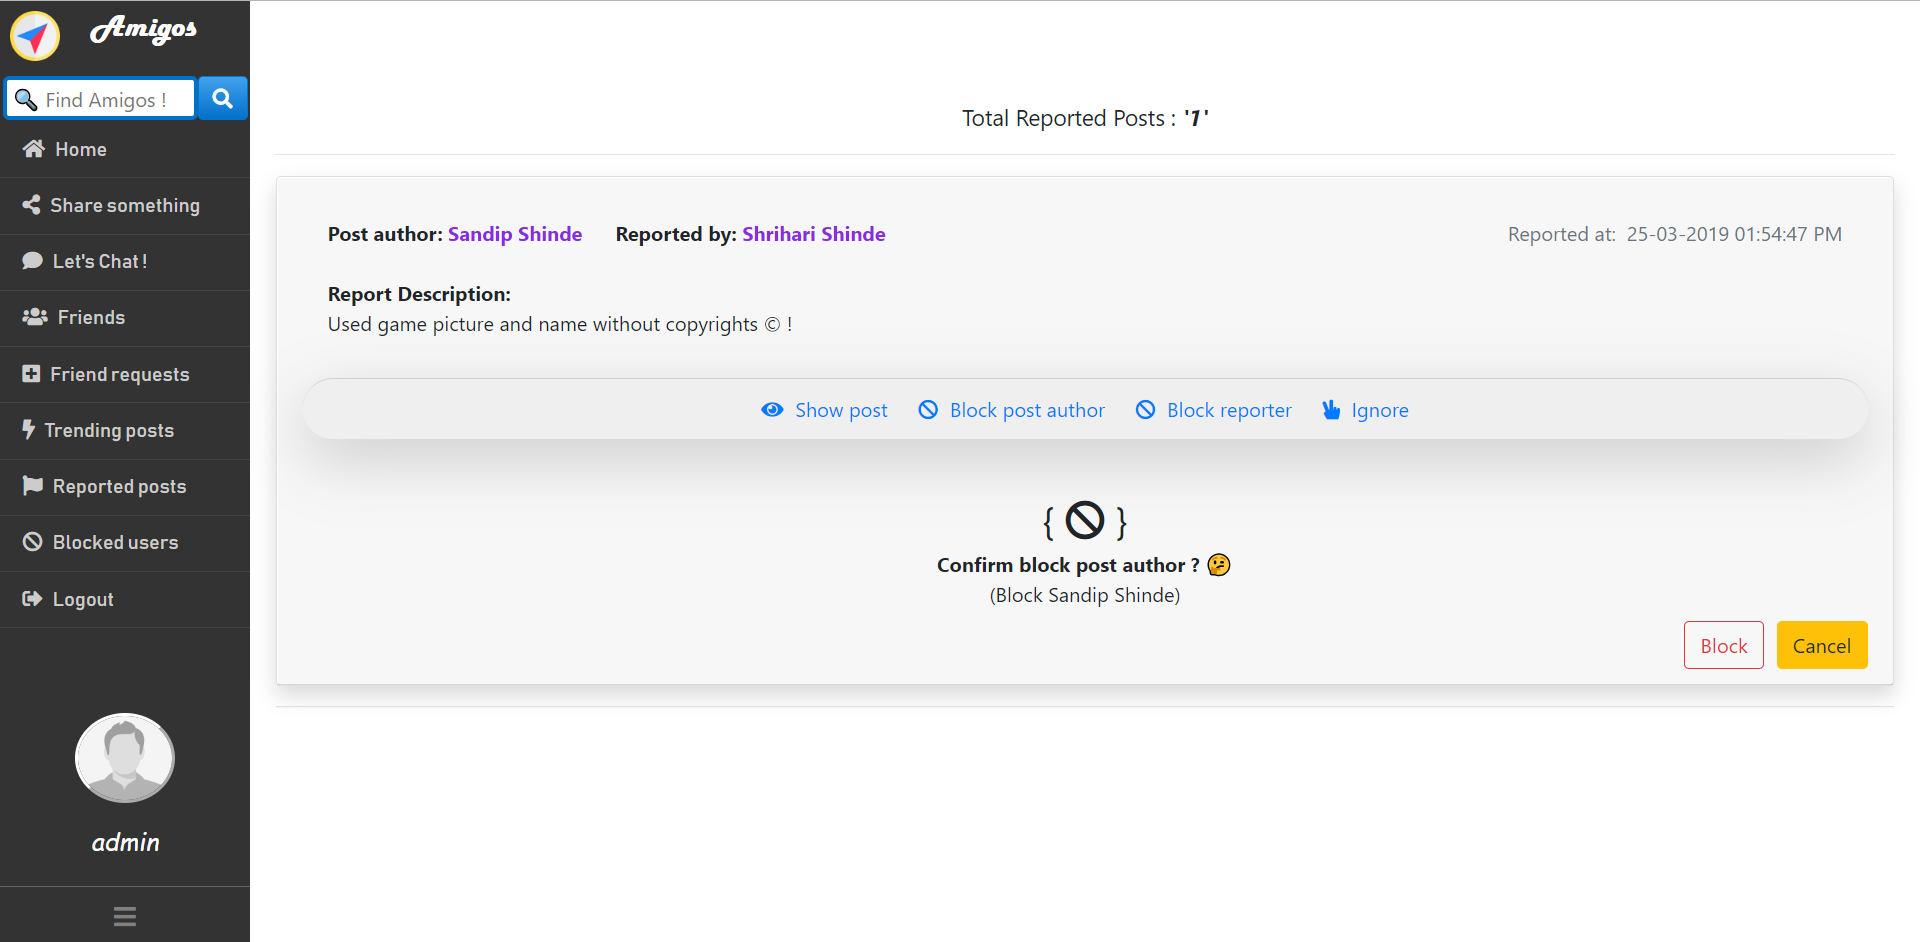 Amigos
Find Amigos !
Home
Share something
Let's Chat !
Friends
Friend requests
Trending posts
Reported posts
Blocked users
Logout
admin
Total Reported Posts : '1'
Post author: Sandip Shinde Reported by: Shrihari Shinde Reported at: 25-03-2019 01:54:47 PM
Report Description:
Used game picture and name without copyrights © !
Show post Block post author Block reporter Ignore
{ }
Confirm block post author ? 🤔
(Block Sandip Shinde)
Block Cancel